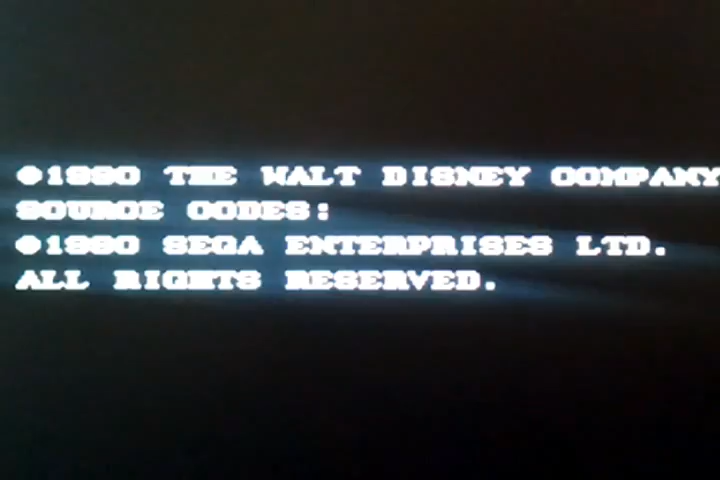 ©1990 THE WALT DISNEY COMPANY
SOURCE CODES:
©1990 SEGA ENTERPRISES LTD.
ALL RIGHTS RESERVED.